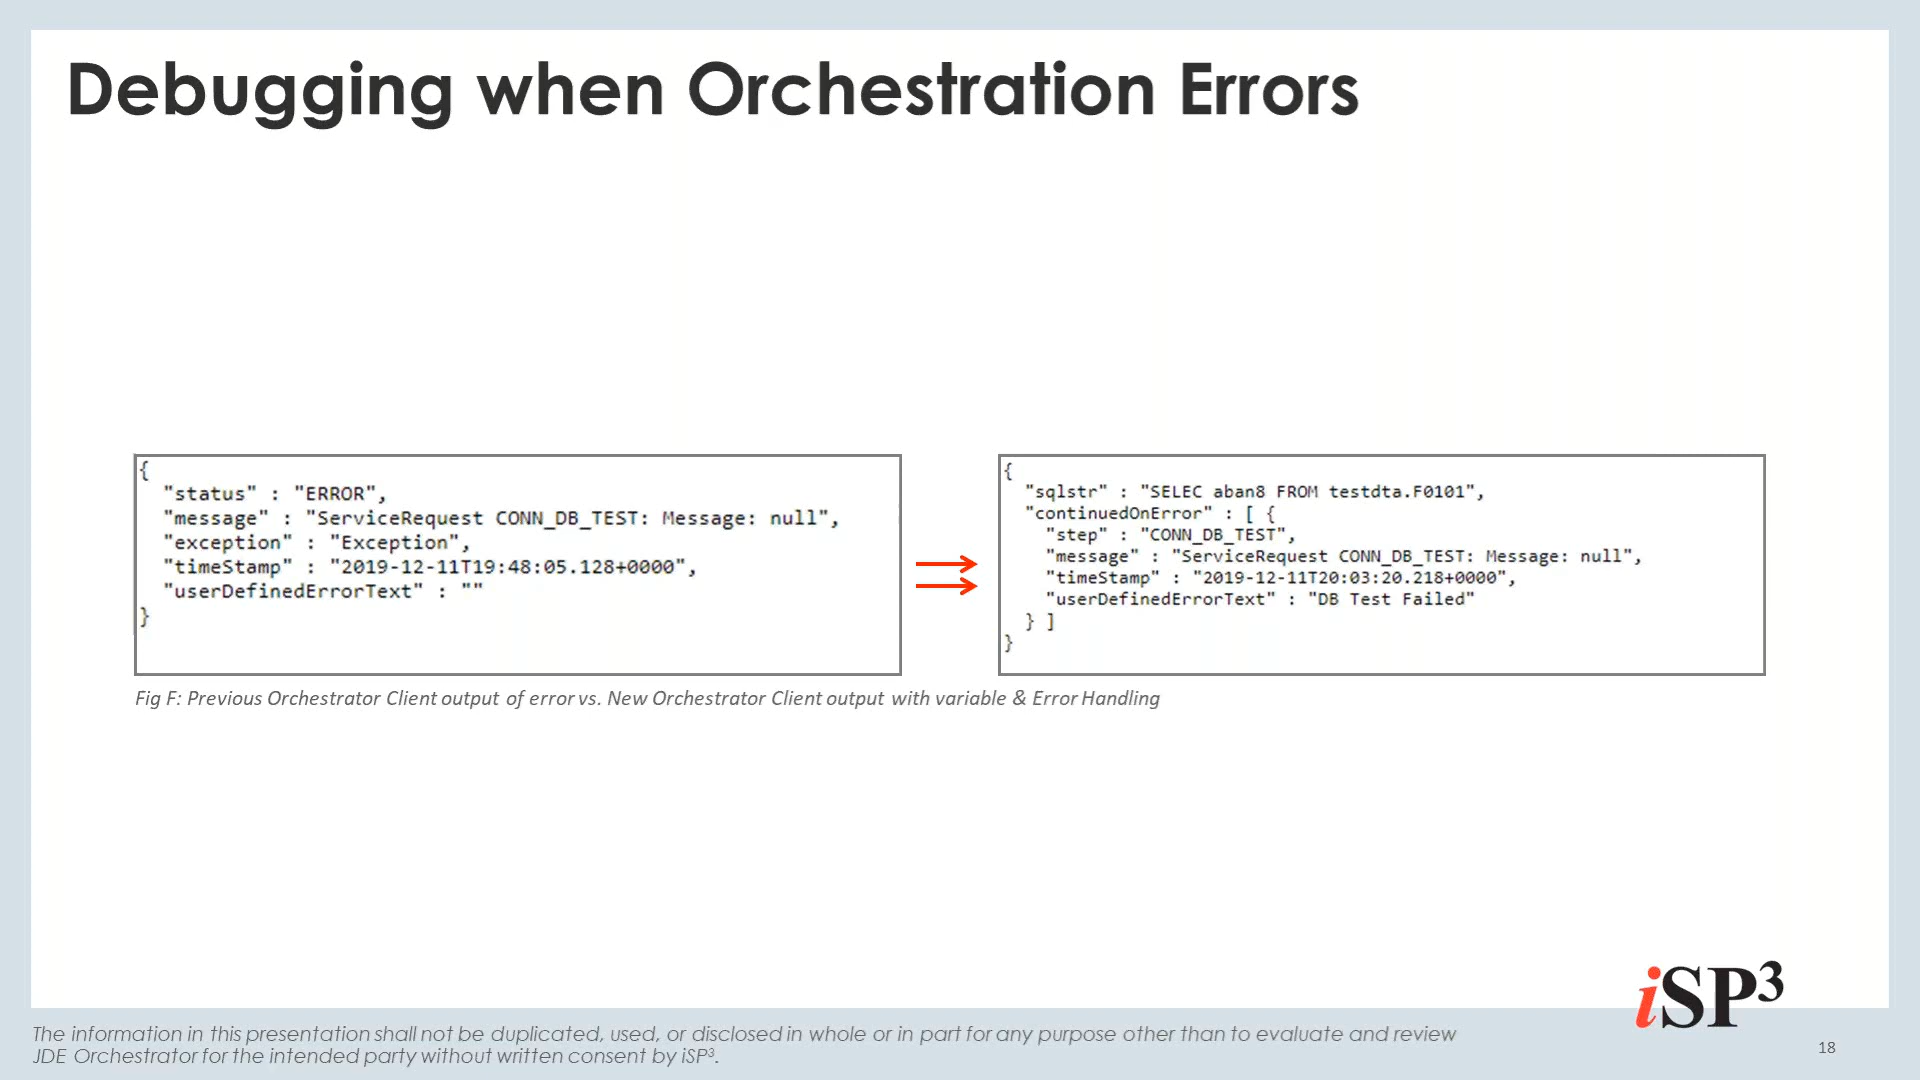 Debugging when Orchestration Errors
{
"status" : "ERROR",
"message" : "ServiceRequest CONN_DB_TEST: Message: null",
"exception" : "Exception",
"timeStamp" : "2019-12-11T19:48:05.128+0000",
"userDefinedErrorText" : ""
}
{
"sqlstr" : "SELEC aban8 FROM testdta.F0101",
"continuedOnError" : [ {
"step" : "CONN_DB_TEST",
"message" : "ServiceRequest CONN_DB_TEST: Message: null",
"timeStamp" : "2019-12-11T20:03:20.218+0000",
"userDefinedErrorText" : "DB Test Failed"
} ]
}
Fig F: Previous Orchestrator Client output of error vs. New Orchestrator Client output with variable & Error Handling
iSP³
The information in this presentation shall not be duplicated, used, or disclosed in whole or in part for any purpose other than to evaluate and review
JDE Orchestrator for the intended party without written consent by iSP³.
18